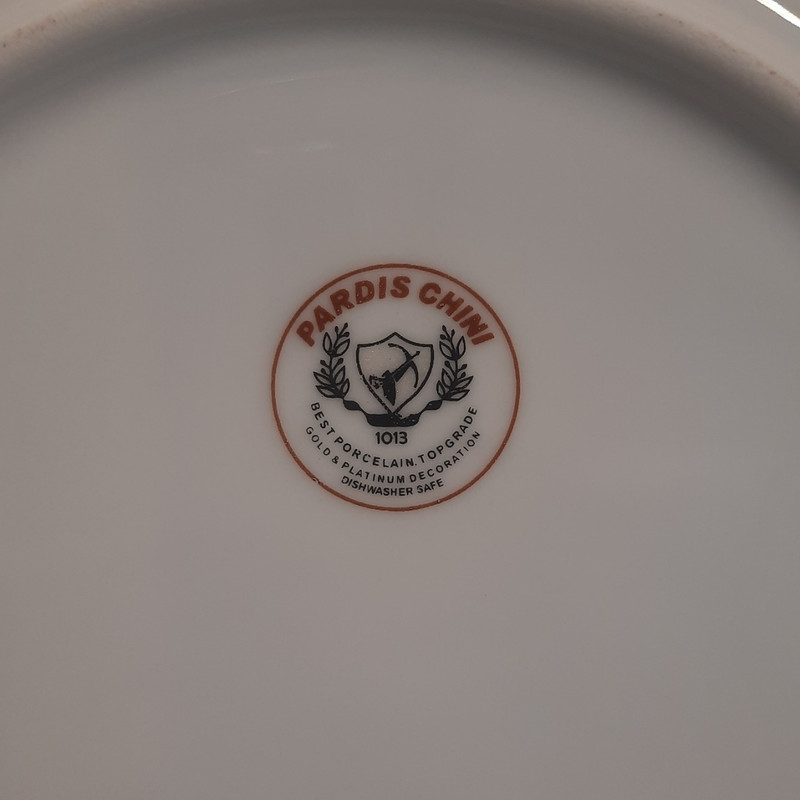 PARDIS CHINI
1013
BEST PORCELAIN.TOPGRADE
GOLD & PLATINUM DECORATION
DISHWASHER SAFE